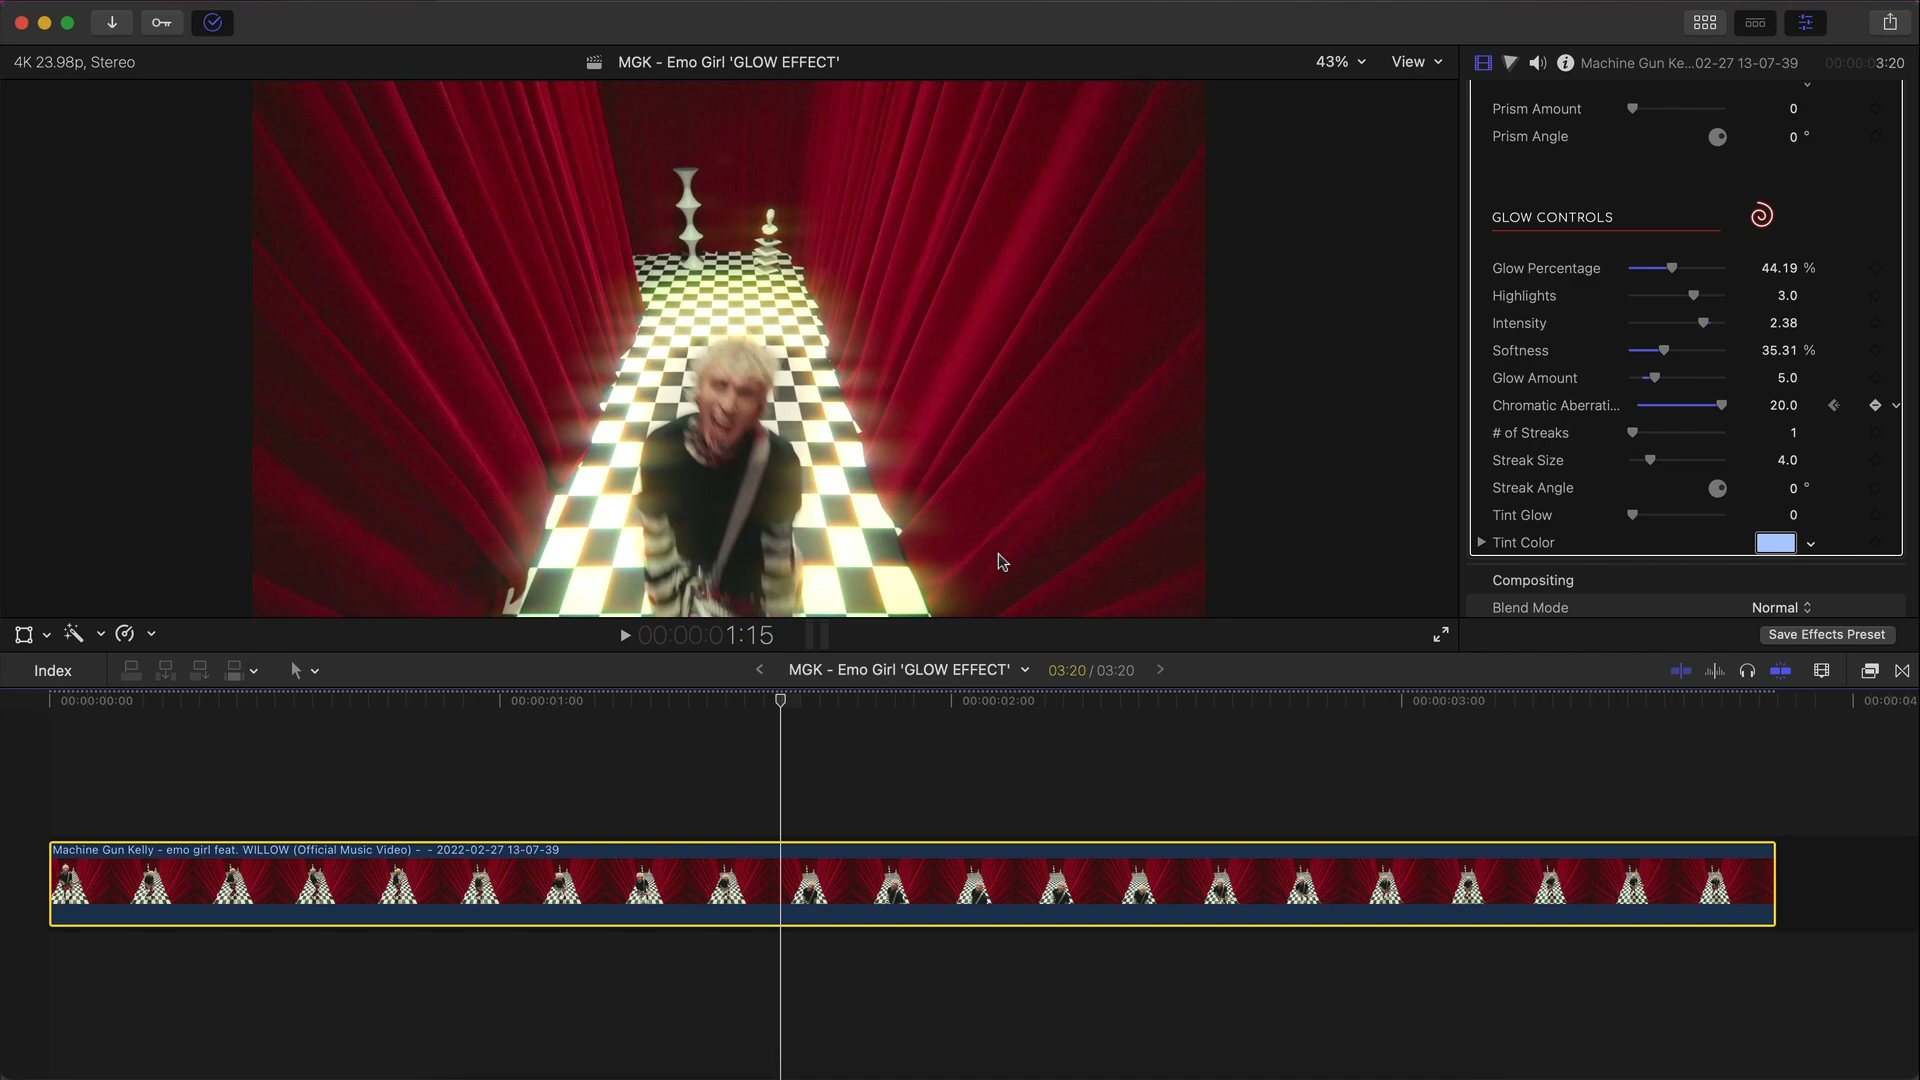 4K 23.98p, Stereo
MGK - Emo Girl 'GLOW EFFECT'
43%
View
Machine Gun Ke...02-27 13-07-39
00:00:03:20
Prism Amount
0
Prism Angle
0 °
GLOW CONTROLS
Glow Percentage
44.19 %
Highlights
3.0
Intensity
2.38
Softness
35.31 %
Glow Amount
5.0
Chromatic Aberrati...
20.0
# of Streaks
1
Streak Size
4.0
Streak Angle
0 °
Tint Glow
0
Tint Color
Compositing
Blend Mode
Normal
00:00:01:15
Save Effects Preset
Index
MGK - Emo Girl 'GLOW EFFECT'
03:20 / 03:20
00:00:00:00
00:00:01:00
00:00:02:00
00:00:03:00
00:00:04
Machine Gun Kelly - emo girl feat. WILLOW (Official Music Video) - - 2022-02-27 13-07-39